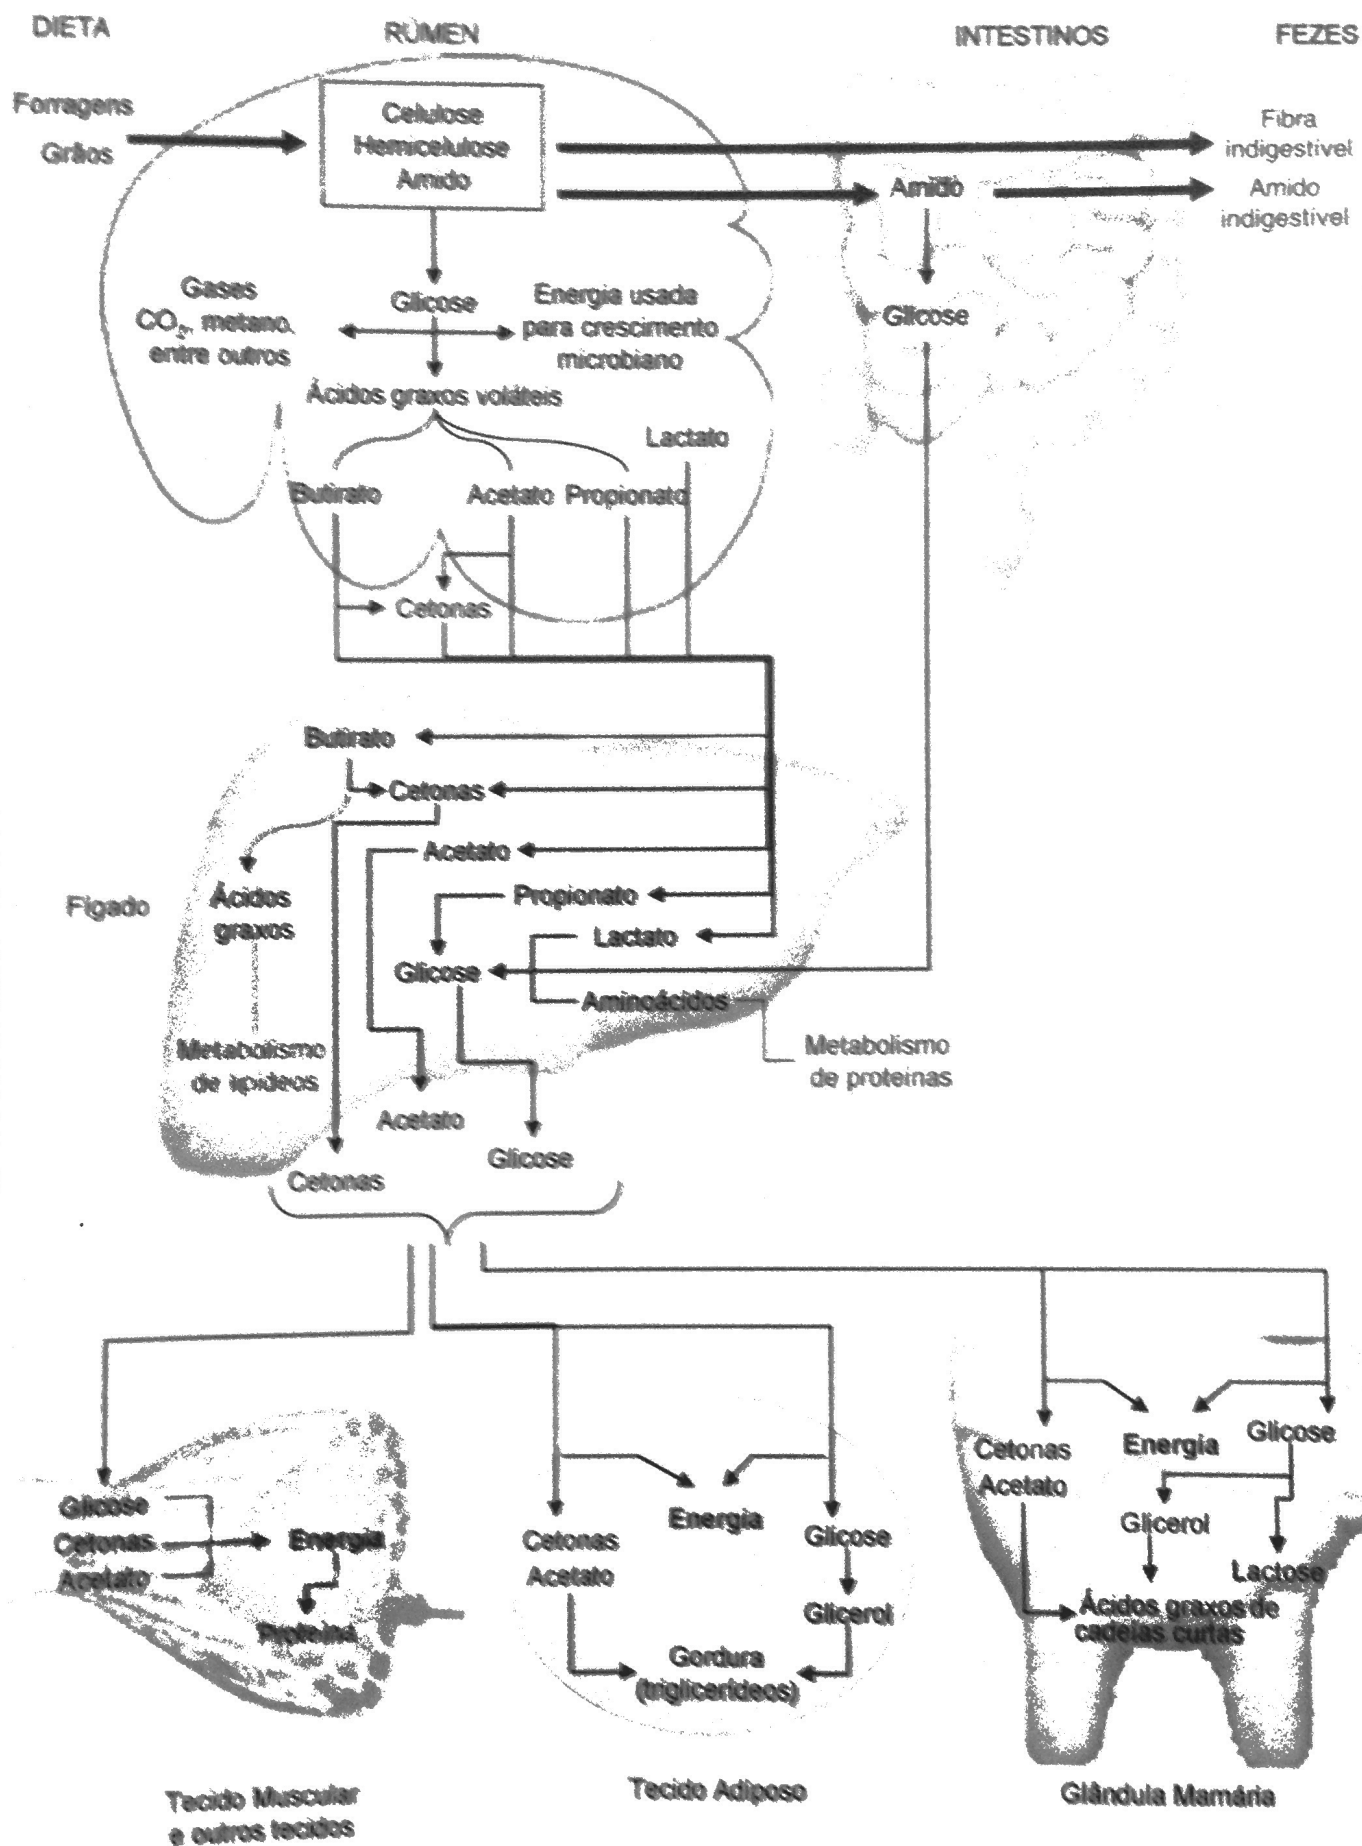 DIETA
RÚMEN
INTESTINOS
FEZES
Forragens
Grãos
Celulose
Hemicelulose
Amido
Fibra
indigestível
Amido
Amido
indigestível
Gases
CO₂, metano,
entre outros
Glicose
Energia usada
para crescimento
microbiano
Glicose
Ácidos graxos voláteis
Lactato
Butirato
Acetato
Propionato
Cetonas
Butirato
Cetonas
Acetato
Fígado
Ácidos
graxos
Propionato
Lactato
Glicose
Aminoácidos
Metabolismo
de lipídeos
Metabolismo
de proteínas
Acetato
Glicose
Cetonas
Glicose
Cetonas
Acetato
Energia
Proteína
Cetonas
Acetato
Energia
Glicose
Glicerol
Gordura
(triglicerídeos)
Cetonas
Acetato
Energia
Glicose
Glicerol
Lactose
Ácidos graxos de
cadeias curtas
Tecido Muscular
e outros tecidos
Tecido Adiposo
Glândula Mamária